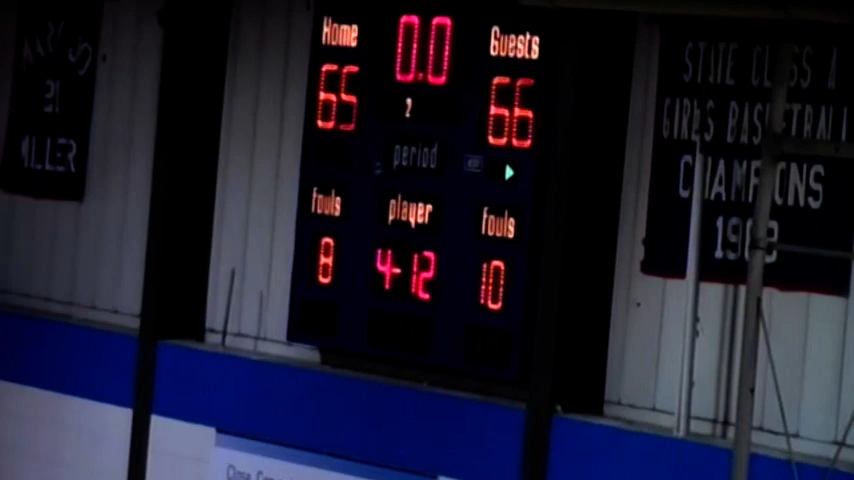 21
MILLER
Home
0.0
Guests
65
2
66
period
fouls
player
fouls
8
4-12
10
STATE CLASS A
GIRLS BASKETBALL
CHAMPIONS